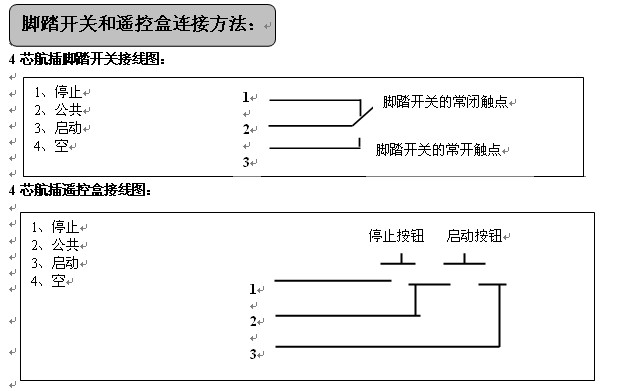 脚踏开关和遥控盒连接方法：
4 芯航插脚踏开关接线图：
1、停止
2、公共
3、启动
4、空
1
2
3
脚踏开关的常闭触点
脚踏开关的常开触点
4 芯航插遥控盒接线图：
1、停止
2、公共
3、启动
4、空
停止按钮 启动按钮
1
2
3